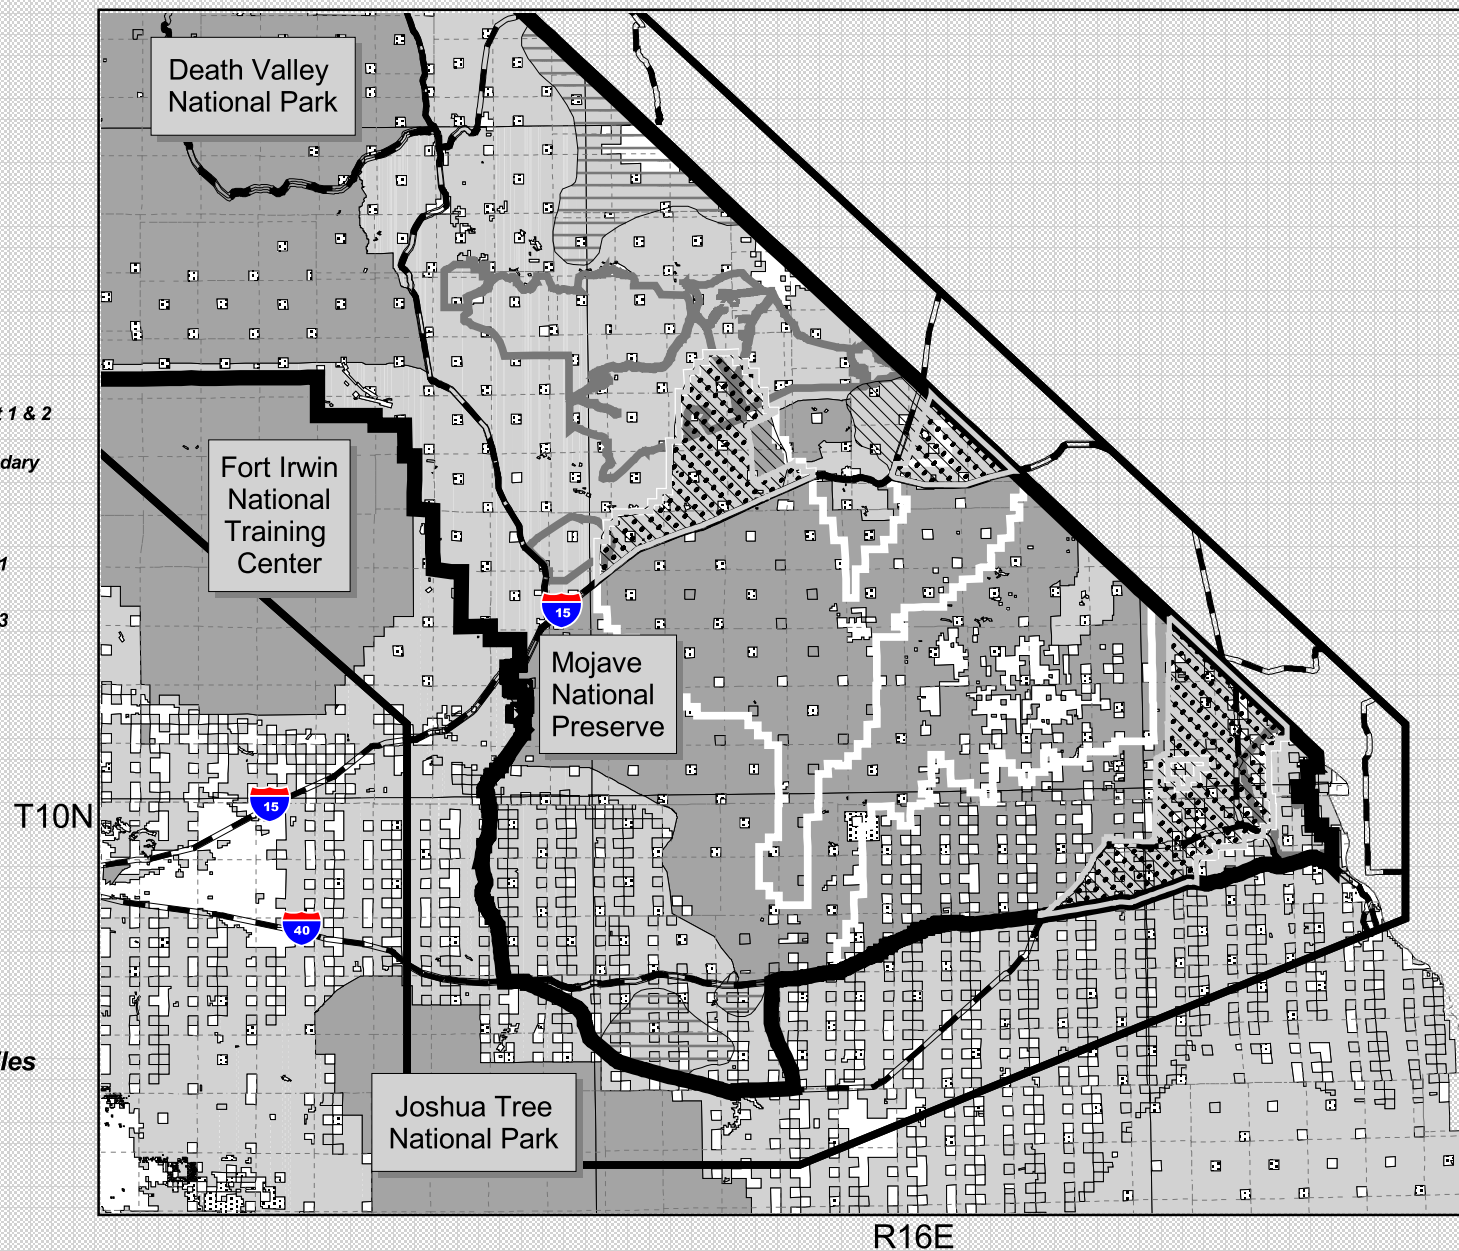 Death Valley
National Park
t 1 & 2
dary
Fort Irwin
National
Training
Center
1
15
3
Mojave
National
Preserve
15
T10N
40
les
Joshua Tree
National Park
R16E